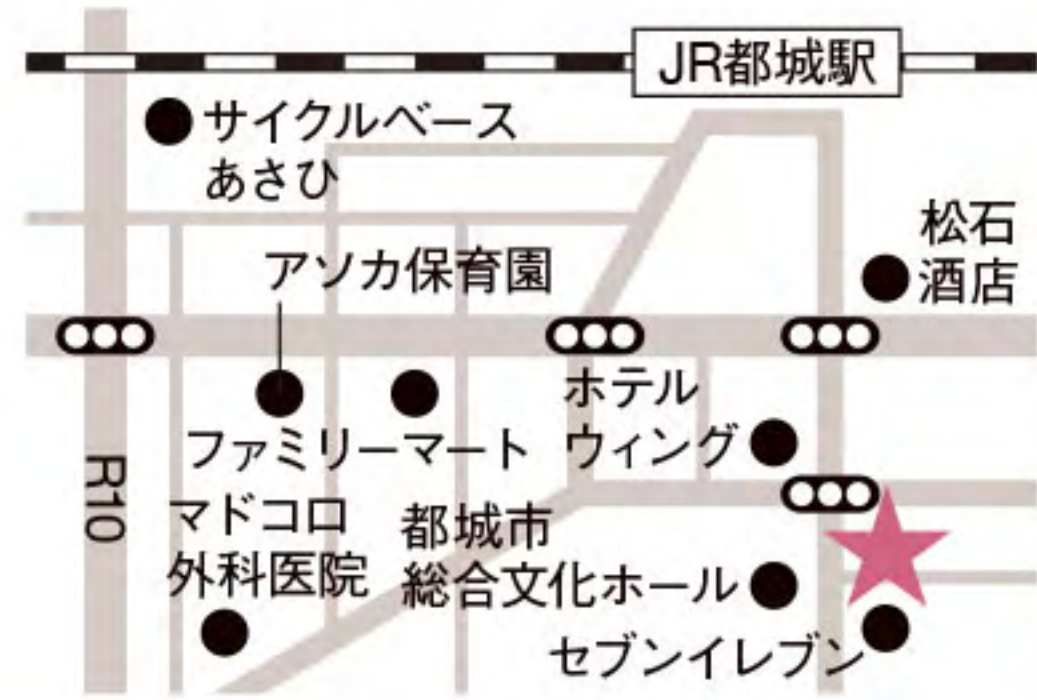 JR都城駅
サイクルベース
あさひ
松石
酒店
アソカ保育園
ホテル
ウィング
ファミリーマート
R10
マドコロ
外科医院
都城市
総合文化ホール
セブンイレブン